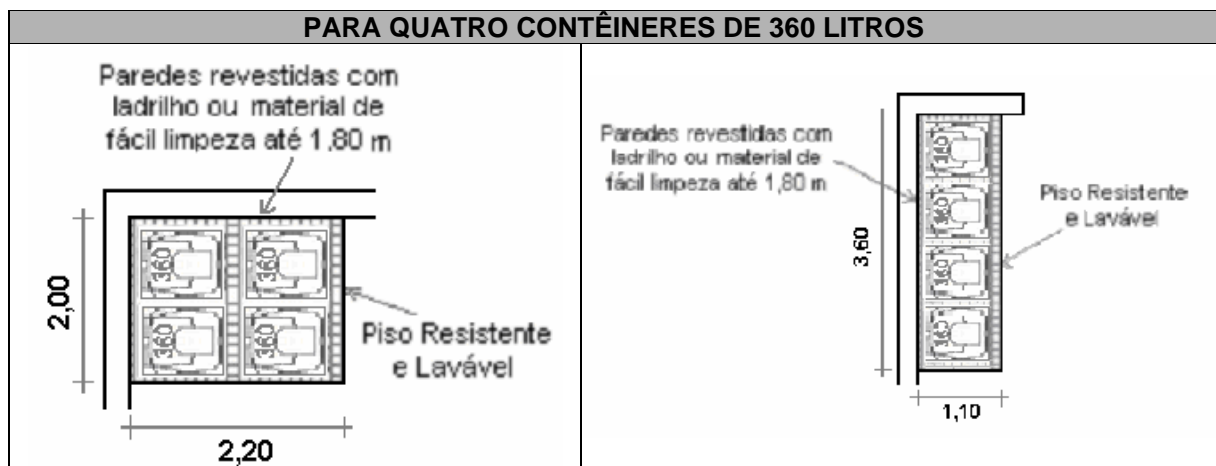 PARA QUATRO CONTÊINERES DE 360 LITROS
Paredes revestidas com
ladrilho ou material de
fácil limpeza até 1,80 m
2,00
360
360
360
360
Piso Resistente
e Lavável
2,20
Paredes revestidas com
ladrilho ou material de
fácil limpeza até 1,80 m
3,60
360
360
360
360
Piso Resistente
e Lavável
1,10